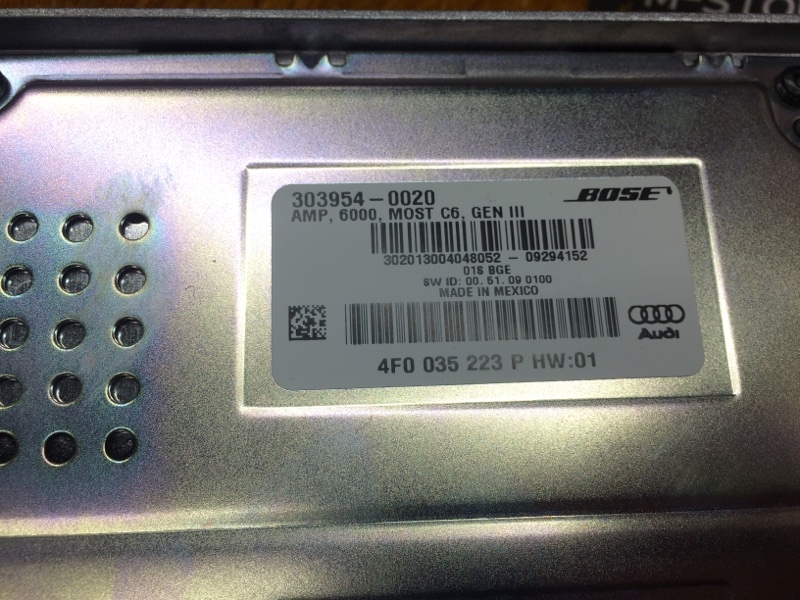 303954-0020
BOSE
AMP, 6000, MOST C6, GEN III
302013004048052 - 09294152
01S BGE
SW ID: 00. 51. 09 0100
MADE IN MEXICO
Audi
4F0 035 223 P HW:01